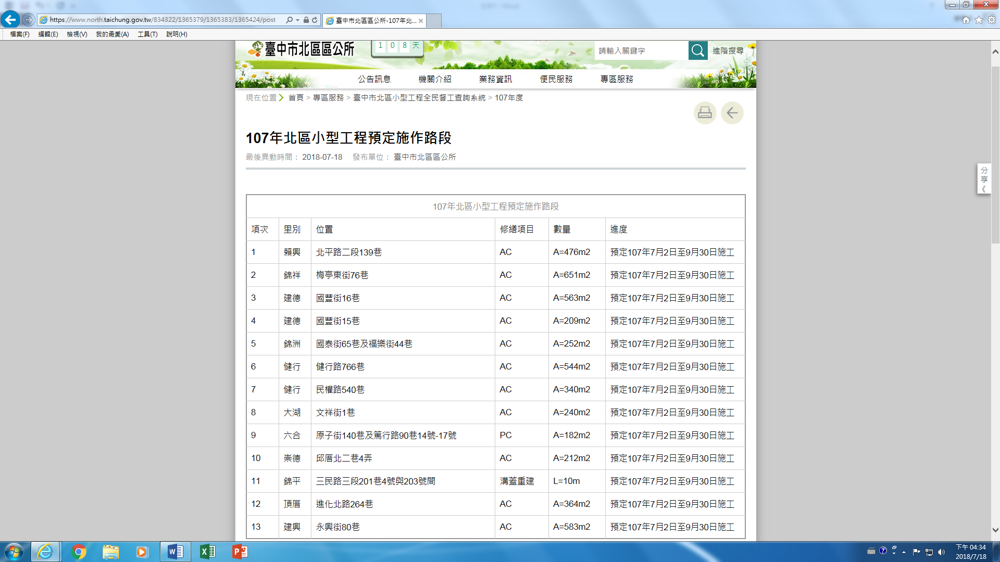 https://www.north.taichung.gov.tw/834322/1365379/1365383/1365424/post
臺中市北區區公所-107年北...
檔案(F) 編輯(E) 檢視(V) 我的最愛(A) 工具(T) 說明(H)
臺中市北區區公所
1 0 8 天
請輸入關鍵字
進階搜尋
公告訊息 機關介紹 業務資訊 便民服務 專區服務
現在位置 首頁 > 專區服務 > 臺中市北區小型工程全民督工查詢系統 > 107年度
107年北區小型工程預定施作路段
最後異動時間： 2018-07-18 發布單位： 臺中市北區區公所
分享《
107年北區小型工程預定施作路段
項次 里別 位置 修繕項目 數量 進度
1 賴興 北平路二段139巷 AC A=476m2 預定107年7月2日至9月30日施工
2 錦祥 梅亭東街76巷 AC A=651m2 預定107年7月2日至9月30日施工
3 建德 國豐街16巷 AC A=563m2 預定107年7月2日至9月30日施工
4 建德 國豐街15巷 AC A=209m2 預定107年7月2日至9月30日施工
5 錦洲 國泰街65巷及福樂街44巷 AC A=252m2 預定107年7月2日至9月30日施工
6 健行 健行路766巷 AC A=544m2 預定107年7月2日至9月30日施工
7 健行 民權路540巷 AC A=340m2 預定107年7月2日至9月30日施工
8 大湖 文祥街1巷 AC A=240m2 預定107年7月2日至9月30日施工
9 六合 原子街140巷及篤行路90巷14號-17號 PC A=182m2 預定107年7月2日至9月30日施工
10 崇德 邱厝北二巷4弄 AC A=212m2 預定107年7月2日至9月30日施工
11 錦平 三民路三段201巷4號與203號間 溝蓋重建 L=10m 預定107年7月2日至9月30日施工
12 頂厝 進化北路264巷 AC A=364m2 預定107年7月2日至9月30日施工
13 建興 永興街80巷 AC A=583m2 預定107年7月2日至9月30日施工
下午 04:34
2018/7/18